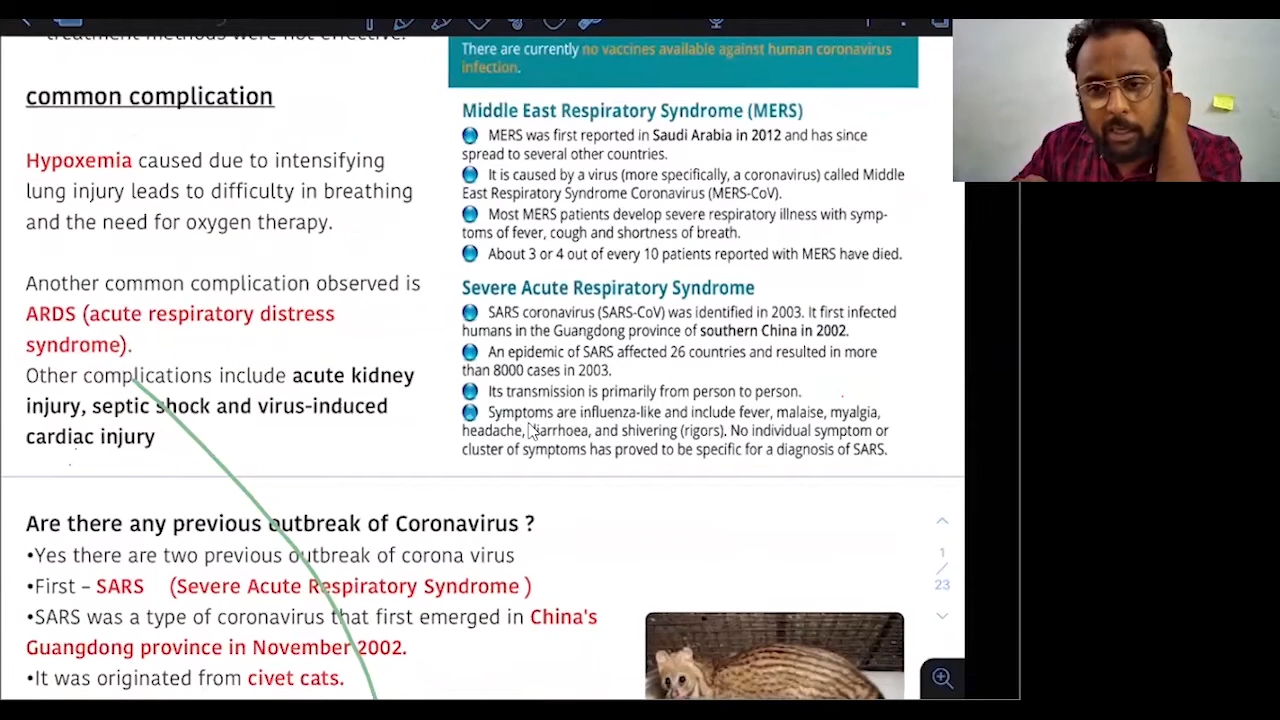 treatment methods were not effective.
common complication
Hypoxemia caused due to intensifying
lung injury leads to difficulty in breathing
and the need for oxygen therapy.
Another common complication observed is
ARDS (acute respiratory distress
syndrome).
Other complications include acute kidney
injury, septic shock and virus-induced
cardiac injury
There are currently no vaccines available against human coronavirus
infection.
Middle East Respiratory Syndrome (MERS)
MERS was first reported in Saudi Arabia in 2012 and has since
spread to several other countries.
It is caused by a virus (more specifically, a coronavirus) called Middle
East Respiratory Syndrome Coronavirus (MERS-CoV).
Most MERS patients develop severe respiratory illness with symp-
toms of fever, cough and shortness of breath.
About 3 or 4 out of every 10 patients reported with MERS have died.
Severe Acute Respiratory Syndrome
SARS coronavirus (SARS-CoV) was identified in 2003. It first infected
humans in the Guangdong province of southern China in 2002.
An epidemic of SARS affected 26 countries and resulted in more
than 8000 cases in 2003.
Its transmission is primarily from person to person.
Symptoms are influenza-like and include fever, malaise, myalgia,
headache, diarrhoea, and shivering (rigors). No individual symptom or
cluster of symptoms has proved to be specific for a diagnosis of SARS.
Are there any previous outbreak of Coronavirus ?
•Yes there are two previous outbreak of corona virus
•First – SARS (Severe Acute Respiratory Syndrome )
•SARS was a type of coronavirus that first emerged in China's
Guangdong province in November 2002.
•It was originated from civet cats.
1
/
23